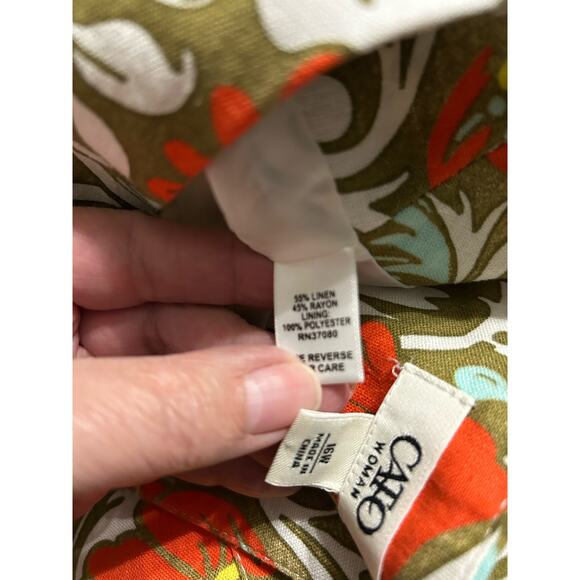 55% LINEN
45% RAYON
LINING:
100% POLYESTER
RN37080
REVERSE
CARE
CATO
WOMAN
16W
MADE IN
CHINA